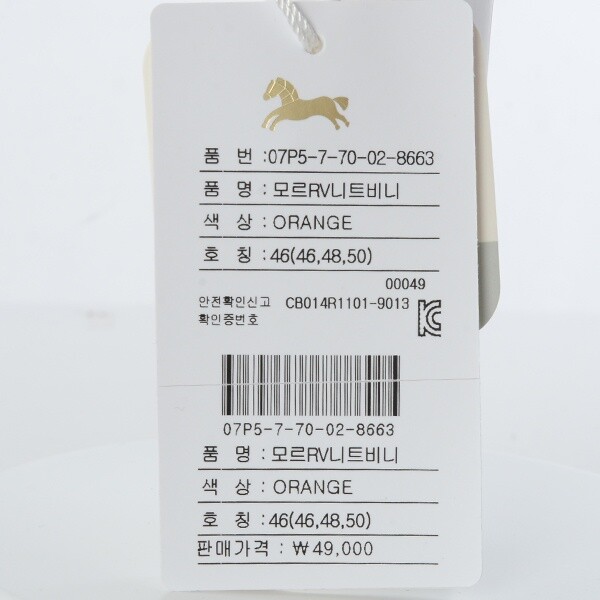 품 번 :07P5-7-70-02-8663
품 명 : 모르RV니트비니
색 상 : ORANGE
호 칭 : 46(46,48,50)
00049
안전확인신고 CB014R1101-9013
확인증번호
07P5-7-70-02-8663
품 명 : 모르RV니트비니
색 상 : ORANGE
호 칭 : 46(46,48,50)
판매가격 : ₩49,000